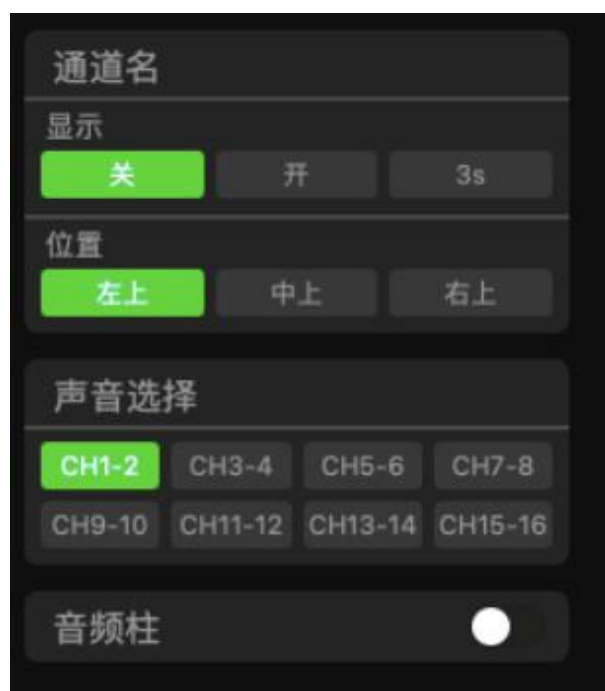 通道名
显示
关 开 3s
位置
左上 中上 右上
声音选择
CH1-2 CH3-4 CH5-6 CH7-8
CH9-10 CH11-12 CH13-14 CH15-16
音频柱